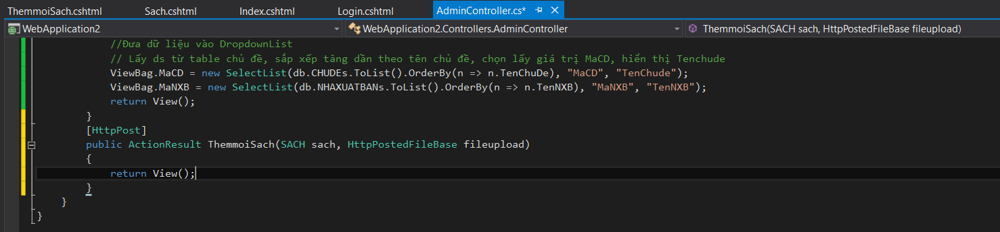 ThemmoiSach.cshtml Sach.cshtml Index.cshtml Login.cshtml AdminController.cs*
WebApplication2 WebApplication2.Controllers.AdminController ThemmoiSach(SACH sach, HttpPostedFileBase fileupload)
//Đưa dữ liệu vào DropdownList
// Lấy ds từ table chủ đề, sắp xếp tăng dần theo tên chủ đề, chọn lấy giá trị MaCD, hiển thị Tenchude
ViewBag.MaCD = new SelectList(db.CHUDEs.ToList().OrderBy(n => n.TenChuDe), "MaCD", "TenChude");
ViewBag.MaNXB = new SelectList(db.NHAXUATBANs.ToList().OrderBy(n => n.TenNXB), "MaNXB", "TenNXB");
return View();
}
[HttpPost]
public ActionResult ThemmoiSach(SACH sach, HttpPostedFileBase fileupload)
{
return View();
}
}
}